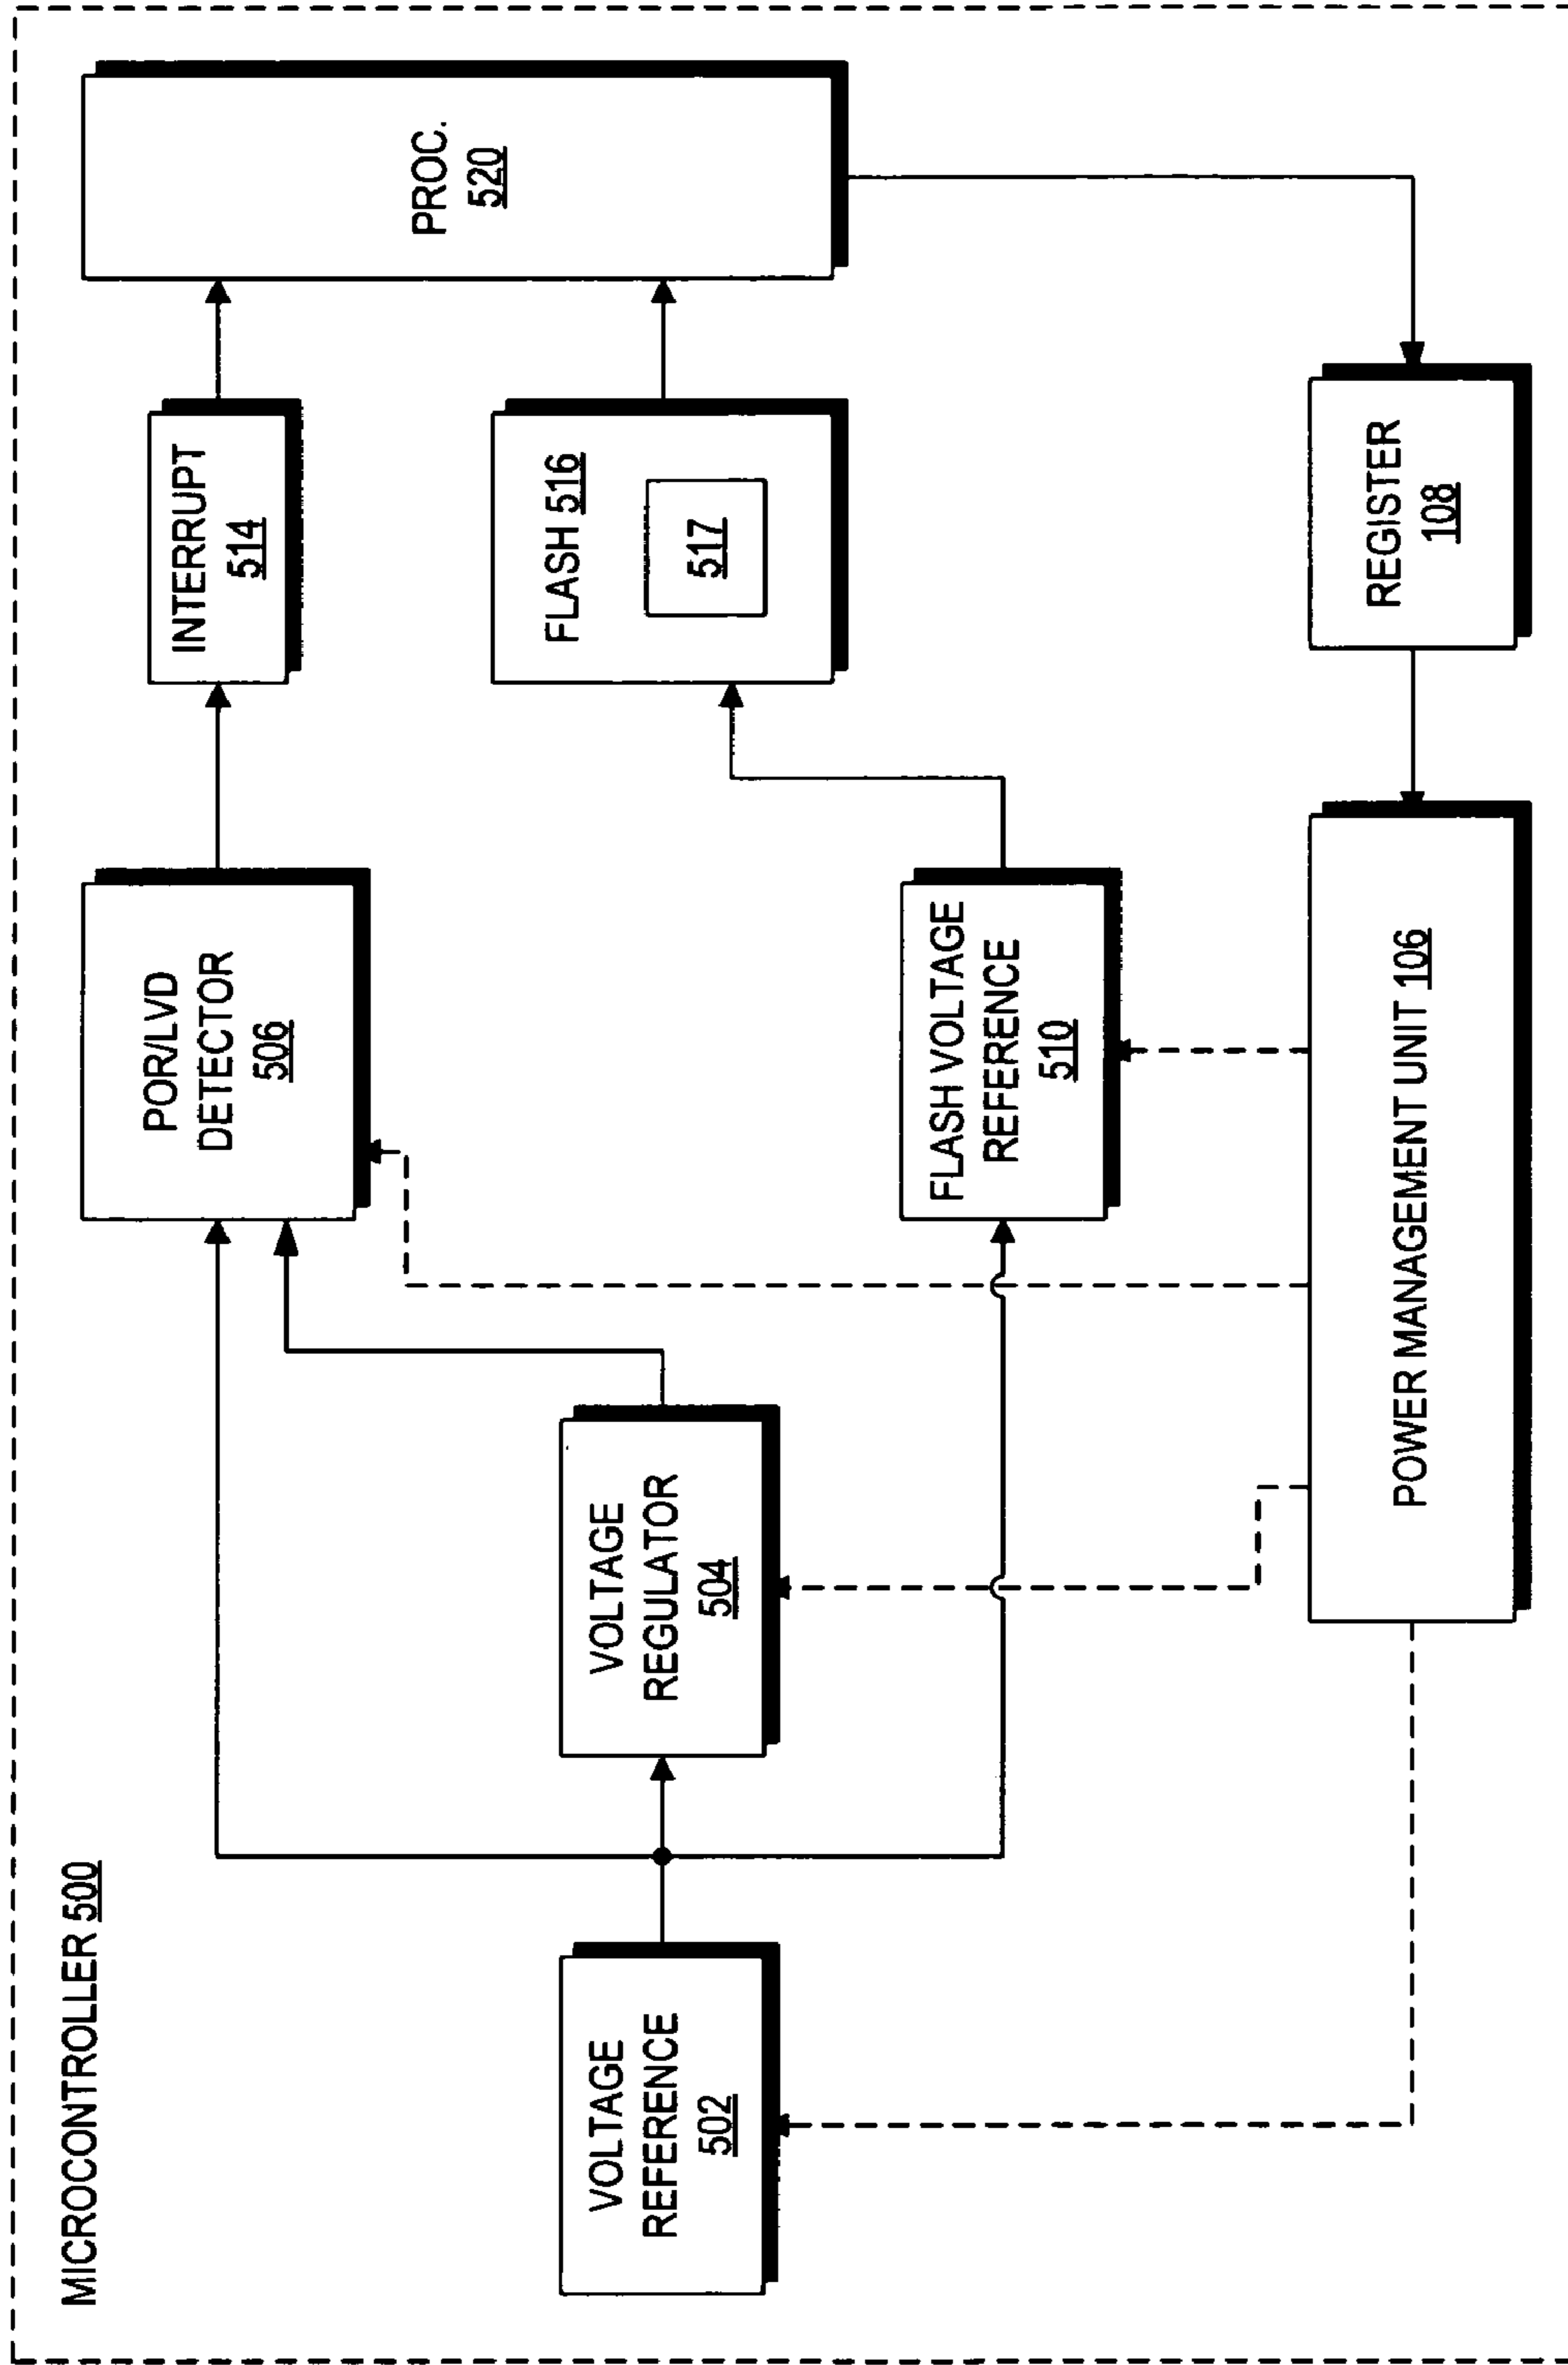 MICROCONTROLLER 500
POR/LVD
DETECTOR
506
INTERRUPT
514
PROC.
520
VOLTAGE
REFERENCE
502
VOLTAGE
REGULATOR
504
FLASH 516
517
FLASH VOLTAGE
REFERENCE
510
POWER MANAGEMENT UNIT 106
REGISTER
108